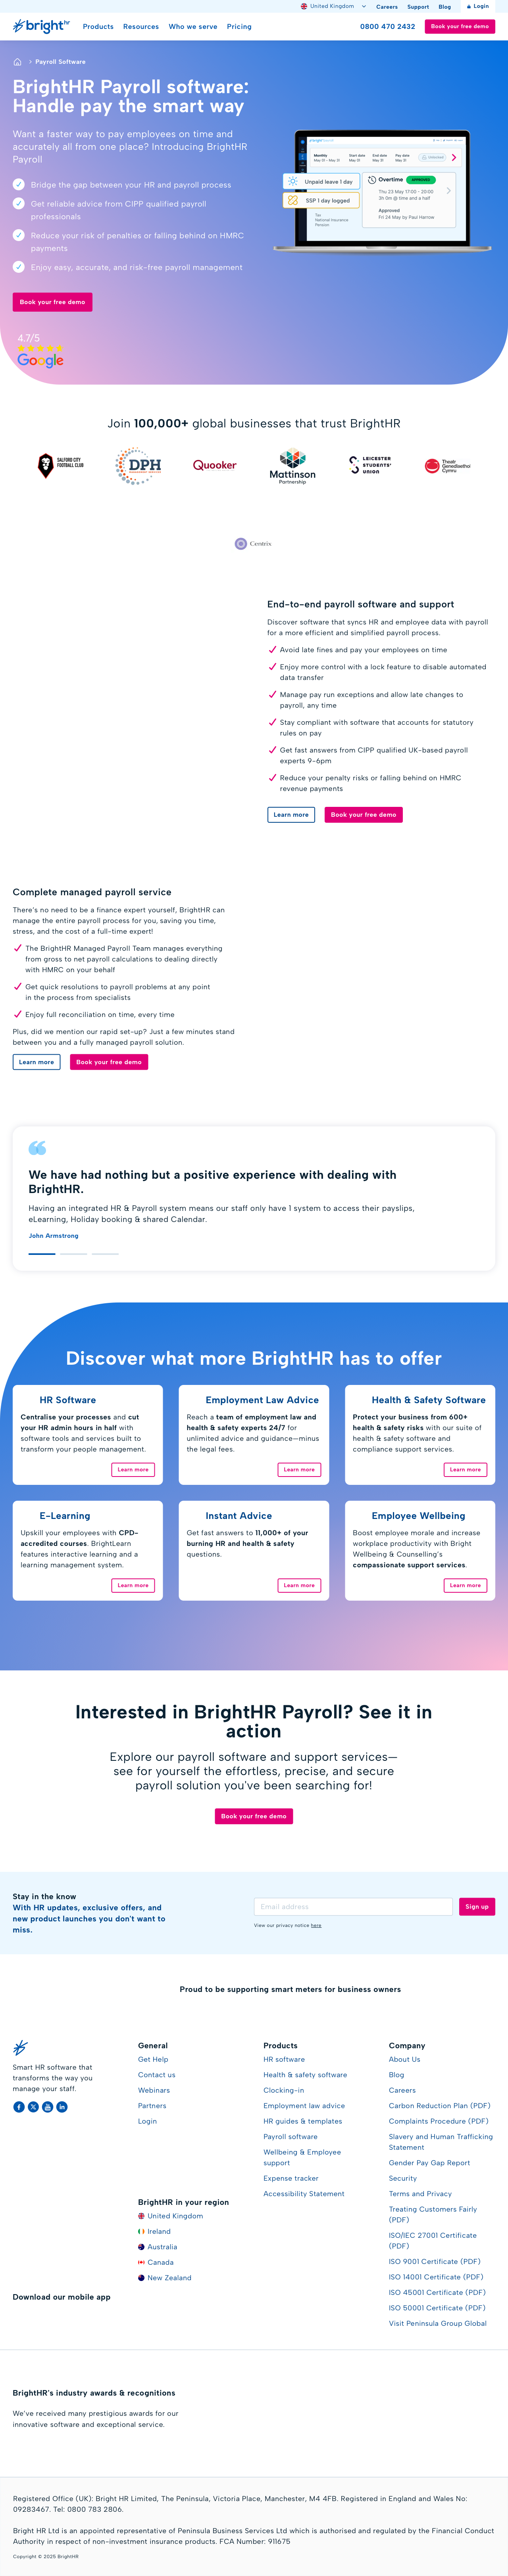 United Kingdom
Careers
Support
Blog
Login
brighthr
Products
Resources
Who we serve
Pricing
0800 470 2432
Book your free demo
Payroll Software
BrightHR Payroll software:
Handle pay the smart way
Want a faster way to pay employees on time and
accurately all from one place? Introducing BrightHR
Payroll
Bridge the gap between your HR and payroll process
Get reliable advice from CIPP qualified payroll
professionals
Reduce your risk of penalties or falling behind on HMRC
payments
Enjoy easy, accurate, and risk-free payroll management
Book your free demo
Monthly
May 1 - May 31
Start date
May 01
End date
May 31
Pay date
May 31
Unpaid leave 1 day
SSP 1 day logged
Tax
National Insurance
Pension
Overtime
APPROVED
Thu 23 May 17:00 - 20:00
3h 0m @ time and a half
Approved
Fri 24 May by Paul Harrow
4.7/5
Google
Join 100,000+ global businesses that trust BrightHR
SALFORD CITY
FOOTBALL CLUB
DPH
Quooker
Mattinson
Partnership
LEICESTER
STUDENTS'
UNION
Theatr
Genedlaethol
Cymru
Centrix
End-to-end payroll software and support
Discover software that syncs HR and employee data with payroll
for a more efficient and simplified payroll process.
Avoid late fines and pay your employees on time
Enjoy more control with a lock feature to disable automated
data transfer
Manage pay run exceptions and allow late changes to
payroll, any time
Stay compliant with software that accounts for statutory
rules on pay
Get fast answers from CIPP qualified UK-based payroll
experts 9-6pm
Reduce your penalty risks or falling behind on HMRC
revenue payments
Learn more
Book your free demo
Complete managed payroll service
There's no need to be a finance expert yourself, BrightHR can
manage the entire payroll process for you, saving you time,
stress, and the cost of a full-time expert!
The BrightHR Managed Payroll Team manages everything
from gross to net payroll calculations to dealing directly
with HMRC on your behalf
Get quick resolutions to payroll problems at any point
in the process from specialists
Enjoy full reconciliation on time, every time
Plus, did we mention our rapid set-up? Just a few minutes stand
between you and a fully managed payroll solution.
Learn more
Book your free demo
We have had nothing but a positive experience with dealing with
BrightHR.
Having an integrated HR & Payroll system means our staff only have 1 system to access their payslips,
eLearning, Holiday booking & shared Calendar.
John Armstrong
Discover what more BrightHR has to offer
HR Software
Centralise your processes and cut
your HR admin hours in half with
software tools and services built to
transform your people management.
Learn more
Employment Law Advice
Reach a team of employment law and
health & safety experts 24/7 for
unlimited advice and guidance—minus
the legal fees.
Learn more
Health & Safety Software
Protect your business from 600+
health & safety risks with our suite of
health & safety software and
compliance support services.
Learn more
E-Learning
Upskill your employees with CPD-
accredited courses. BrightLearn
features interactive learning and a
learning management system.
Learn more
Instant Advice
Get fast answers to 11,000+ of your
burning HR and health & safety
questions.
Learn more
Employee Wellbeing
Boost employee morale and increase
workplace productivity with Bright
Wellbeing & Counselling's
compassionate support services.
Learn more
Interested in BrightHR Payroll? See it in
action
Explore our payroll software and support services—
see for yourself the effortless, precise, and secure
payroll solution you've been searching for!
Book your free demo
Stay in the know
With HR updates, exclusive offers, and
new product launches you don't want to
miss.
Email address
Sign up
View our privacy notice here
Proud to be supporting smart meters for business owners
Smart HR software that
transforms the way you
manage your staff.
General
Get Help
Contact us
Webinars
Partners
Login
BrightHR in your region
United Kingdom
Ireland
Australia
Canada
New Zealand
Products
HR software
Health & safety software
Clocking-in
Employment law advice
HR guides & templates
Payroll software
Wellbeing & Employee
support
Expense tracker
Accessibility Statement
Company
About Us
Blog
Careers
Carbon Reduction Plan (PDF)
Complaints Procedure (PDF)
Slavery and Human Trafficking
Statement
Gender Pay Gap Report
Security
Terms and Privacy
Treating Customers Fairly
(PDF)
ISO/IEC 27001 Certificate
(PDF)
ISO 9001 Certificate (PDF)
ISO 14001 Certificate (PDF)
ISO 45001 Certificate (PDF)
ISO 50001 Certificate (PDF)
Visit Peninsula Group Global
Download our mobile app
BrightHR's industry awards & recognitions
We've received many prestigious awards for our
innovative software and exceptional service.
Registered Office (UK): Bright HR Limited, The Peninsula, Victoria Place, Manchester, M4 4FB. Registered in England and Wales No:
09283467. Tel: 0800 783 2806.
Bright HR Ltd is an appointed representative of Peninsula Business Services Ltd which is authorised and regulated by the Financial Conduct
Authority in respect of non-investment insurance products. FCA Number: 911675
Copyright © 2025 BrightHR